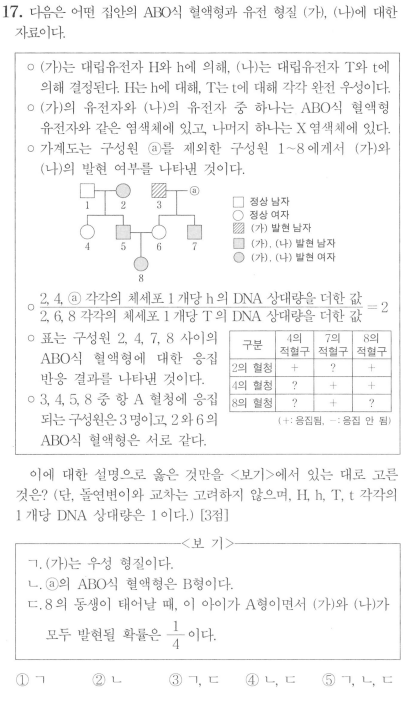 17. 다음은 어떤 집안의 ABO식 혈액형과 유전 형질 (가), (나)에 대한
자료이다.
○ (가)는 대립유전자 H와 h에 의해, (나)는 대립유전자 T와 t에
의해 결정된다. H는 h에 대해, T는 t에 대해 각각 완전 우성이다.
○ (가)의 유전자와 (나)의 유전자 중 하나는 ABO식 혈액형
유전자와 같은 염색체에 있고, 나머지 하나는 X 염색체에 있다.
○ 가계도는 구성원 ⓐ를 제외한 구성원 1~8에게서 (가)와
(나)의 발현 여부를 나타낸 것이다.
1 2 3 ⓐ
4 5 6 7
8
정상 남자
정상 여자
(가) 발현 남자
(가), (나) 발현 남자
(가), (나) 발현 여자
○ 2, 4, ⓐ 각각의 체세포 1개당 h의 DNA 상대량을 더한 값
2, 6, 8 각각의 체세포 1개당 T의 DNA 상대량을 더한 값 = 2
○ 표는 구성원 2, 4, 7, 8 사이의
ABO식 혈액형에 대한 응집
반응 결과를 나타낸 것이다.
○ 3, 4, 5, 8 중 항 A 혈청에 응집
되는 구성원은 3명이고, 2와 6의
ABO식 혈액형은 서로 같다.
구분 4의 적혈구 7의 적혈구 8의 적혈구
2의 혈청 + ? +
4의 혈청 ? + +
8의 혈청 ? + ?
(+: 응집됨, -: 응집 안 됨)
이에 대한 설명으로 옳은 것만을 <보기>에서 있는 대로 고른
것은? (단, 돌연변이와 교차는 고려하지 않으며, H, h, T, t 각각의
1개당 DNA 상대량은 1이다.) [3점]
<보 기>
ㄱ. (가)는 우성 형질이다.
ㄴ. ⓐ의 ABO식 혈액형은 B형이다.
ㄷ. 8의 동생이 태어날 때, 이 아이가 A형이면서 (가)와 (나)가
모두 발현될 확률은 1/4 이다.
① ㄱ ② ㄴ ③ ㄱ, ㄷ ④ ㄴ, ㄷ ⑤ ㄱ, ㄴ, ㄷ